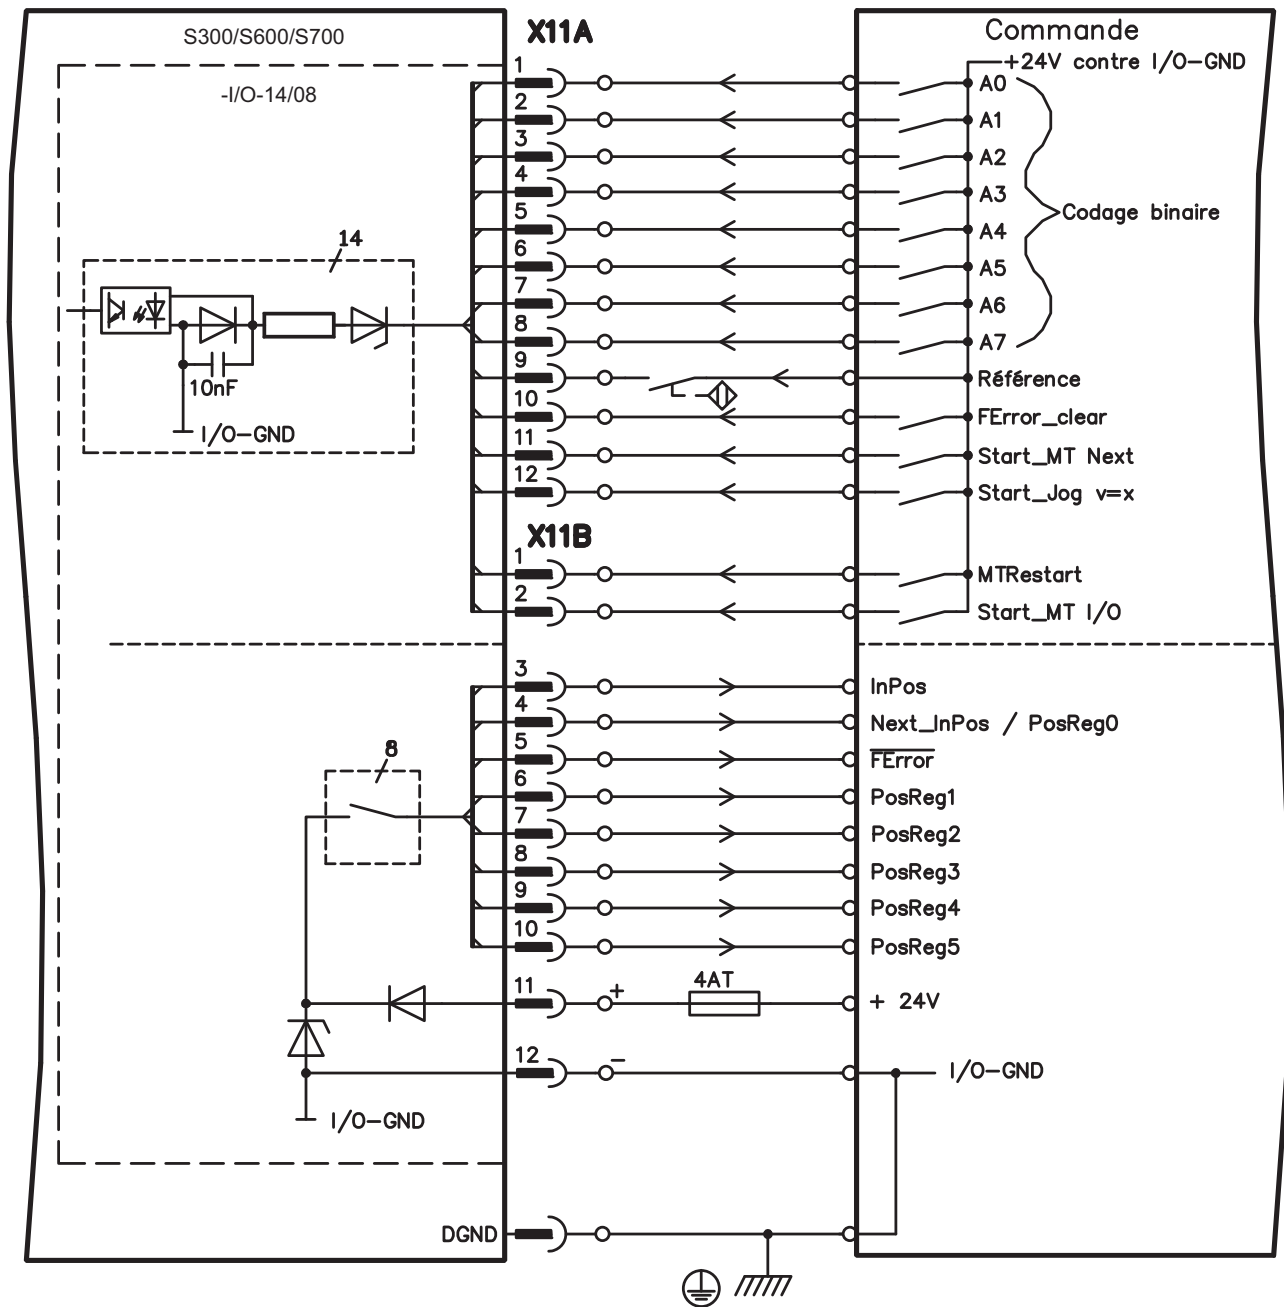 S300/S600/S700
-I/O-14/08
14
10nF
I/O-GND
X11A
Commande
+24V contre I/O-GND
1 A0
2 A1
3 A2
4 A3
5 A4
6 A5
7 A6
8 A7
Codage binaire
9 Référence
10 FError_clear
11 Start_MT Next
12 Start_Jog v=x
X11B
1 MTRestart
2 Start_MT I/O
8
3 InPos
4 Next_InPos / PosReg0
5 FError
6 PosReg1
7 PosReg2
8 PosReg3
9 PosReg4
10 PosReg5
11 + 4AT + 24V
12 - I/O-GND
I/O-GND
DGND